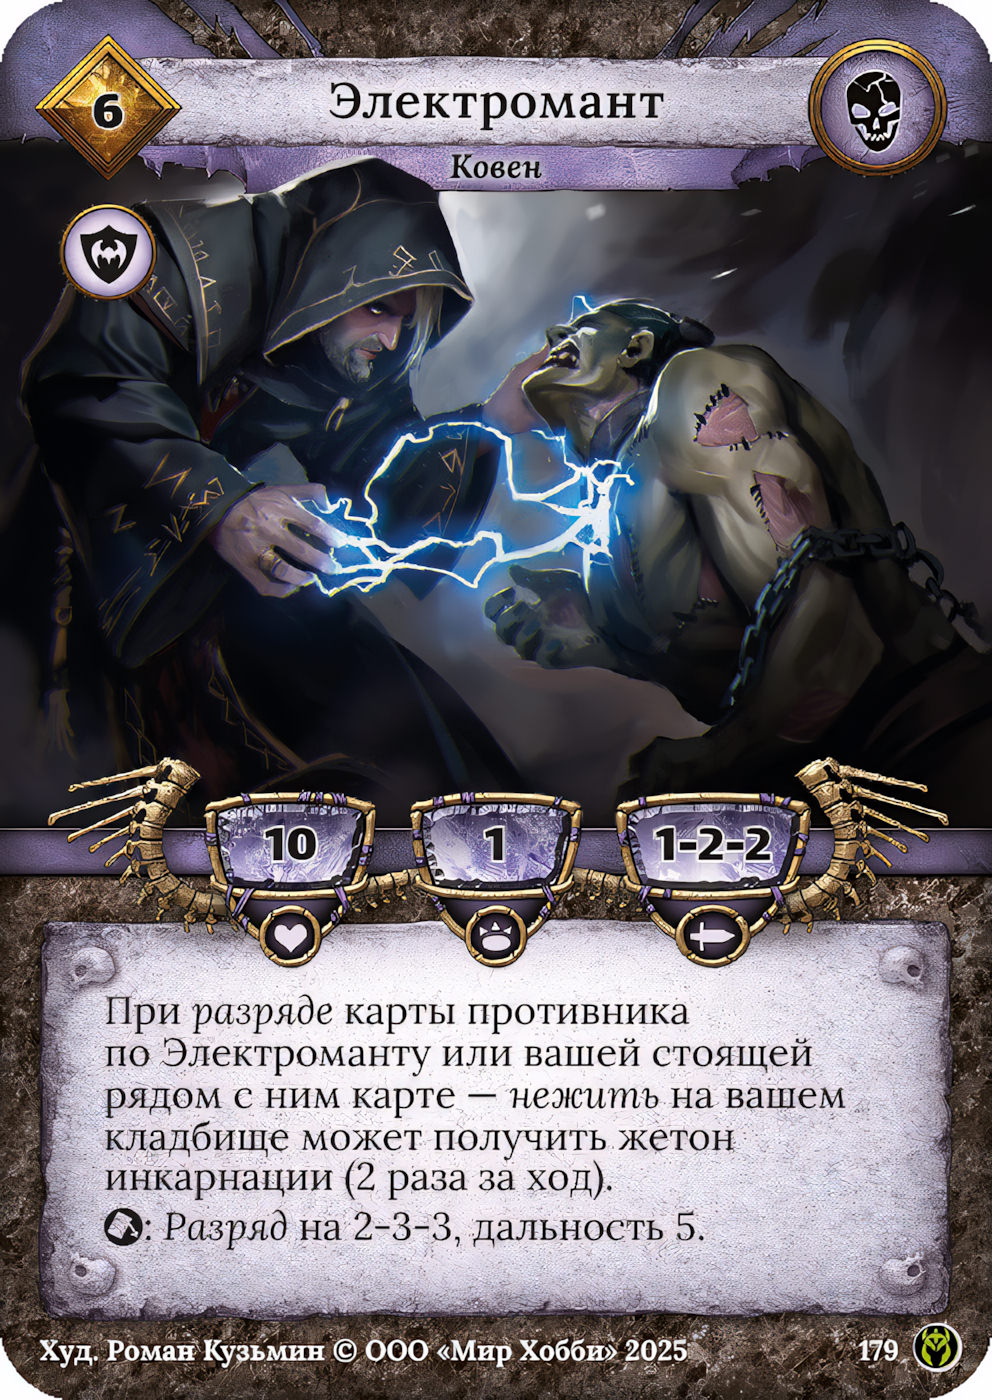 6
Электромант
Ковен
10
1
1-2-2
При разряде карты противника
по Электроманту или вашей стоящей
рядом с ним карте — нежить на вашем
кладбище может получить жетон
инкарнации (2 раза за ход).
: Разряд на 2-3-3, дальность 5.
Худ. Роман Кузьмин © ООО «Мир Хобби» 2025
179